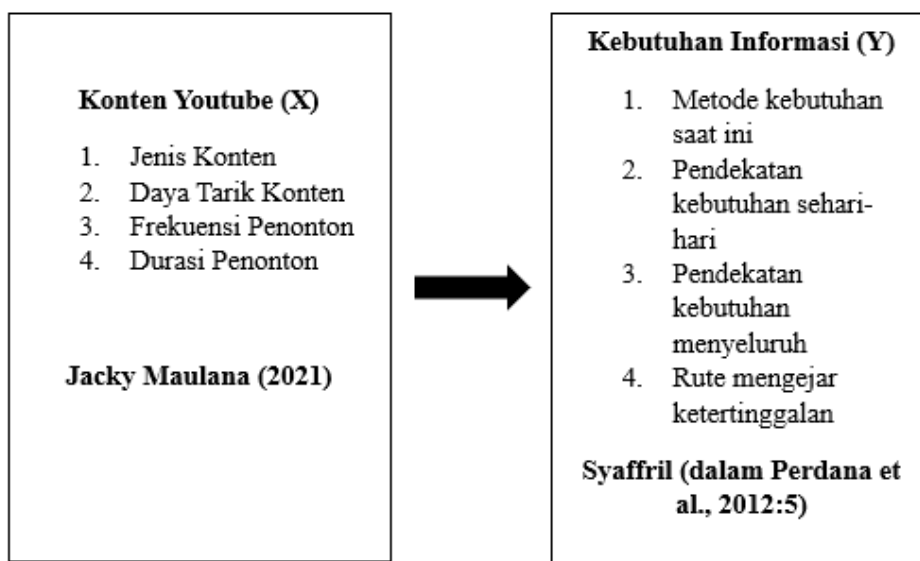 Konten Youtube (X)
1. Jenis Konten
2. Daya Tarik Konten
3. Frekuensi Penonton
4. Durasi Penonton
Jacky Maulana (2021)
Kebutuhan Informasi (Y)
1. Metode kebutuhan
saat ini
2. Pendekatan
kebutuhan sehari-
hari
3. Pendekatan
kebutuhan
menyeluruh
4. Rute mengejar
ketertinggalan
Syaffril (dalam Perdana et
al., 2012:5)